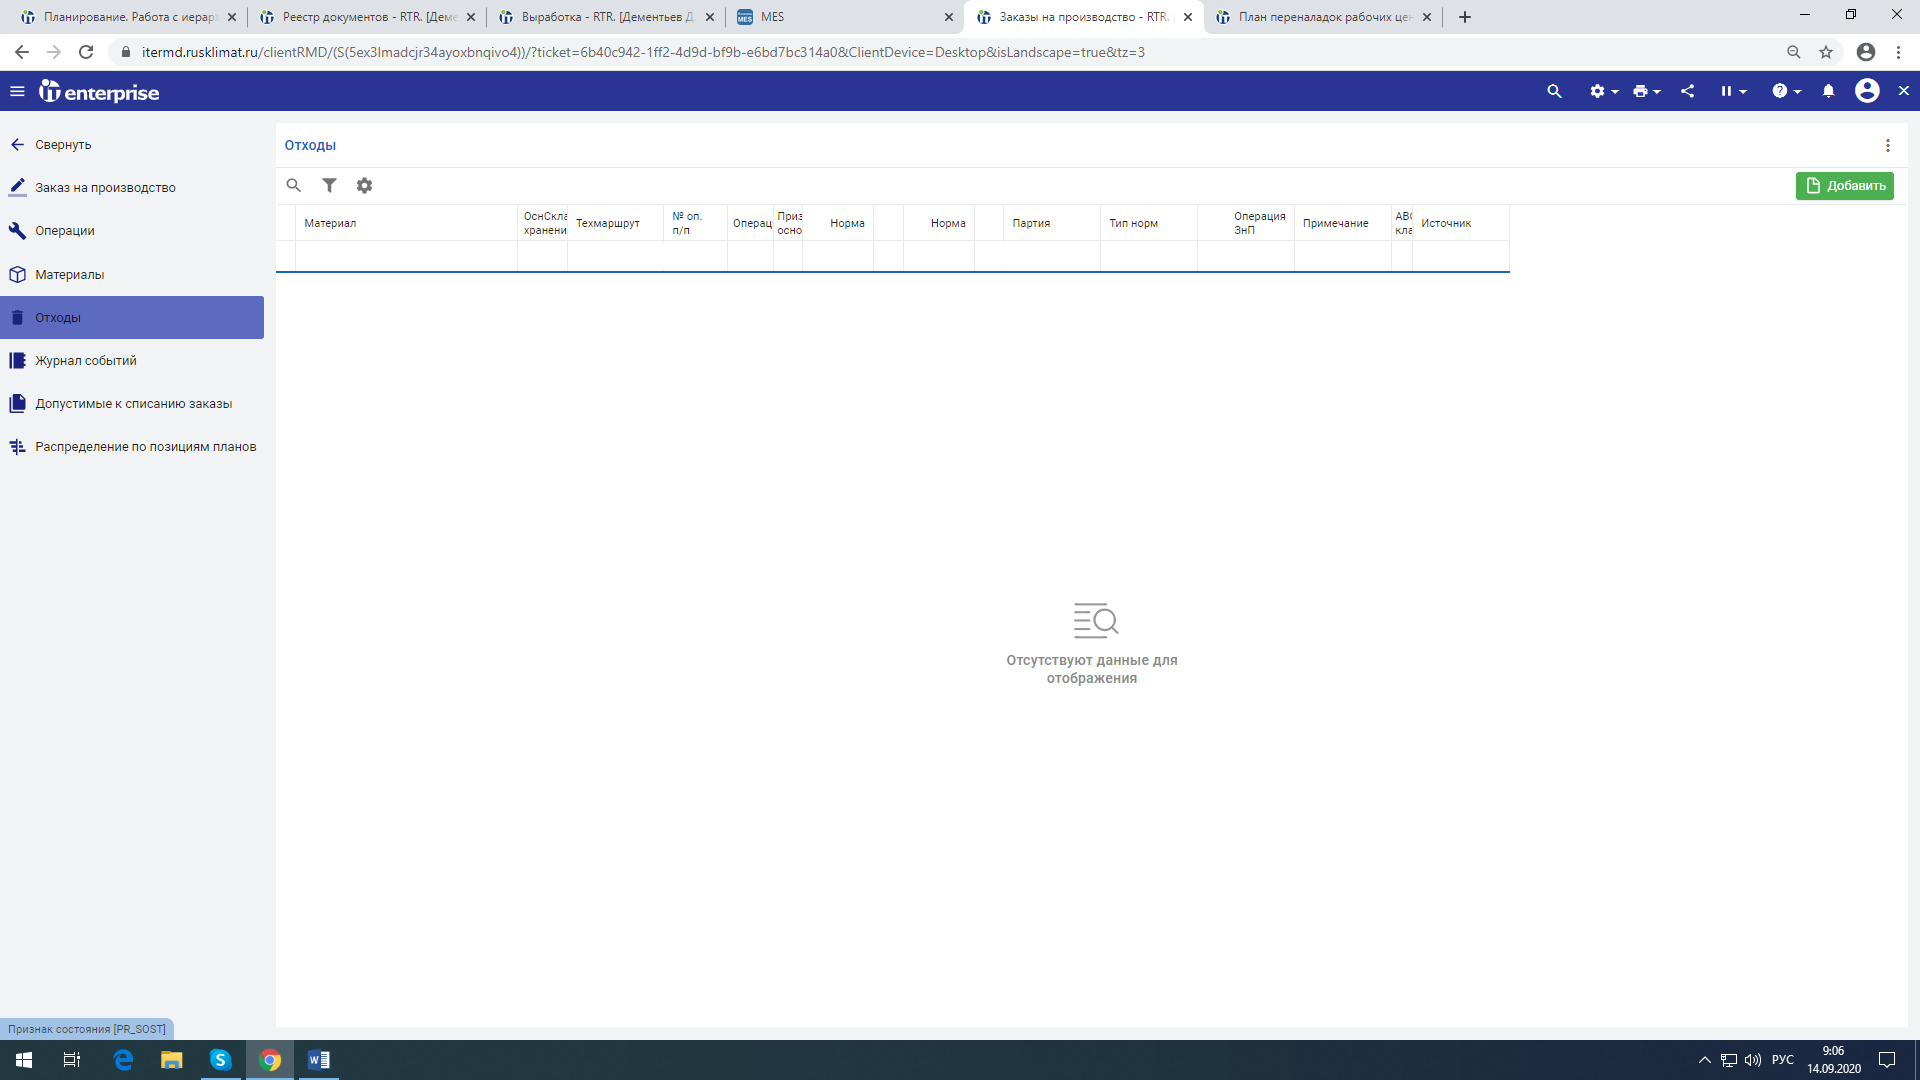 Планирование. Работа с иерар
Реестр документов - RTR. [Деме
Выработка - RTR. [Дементьев Д.
MES
MES
Заказы на производство - RTR.
План переналадок рабочих цен
itermd.rusklimat.ru/clientRMD/(S(5ex3lmadcjr34ayoxbnqivo4))/?ticket=6b40c942-1ff2-4d9d-bf9b-e6bd7bc314a0&ClientDevice=Desktop&isLandscape=true&tz=3
it enterprise
Свернуть
Заказ на производство
Операции
Материалы
Отходы
Журнал событий
Допустимые к списанию заказы
Распределение по позициям планов
Отходы
Добавить
Материал
ОснСкла
хранени
Техмаршрут
№ оп.
п/п
Операц
Приз
осно
Норма
Норма
Партия
Тип норм
Операция
ЗнП
Примечание
ABC
кла
Источник
Отсутствуют данные для
отображения
Признак состояния [PR_SOST]
РУС
9:06
14.09.2020